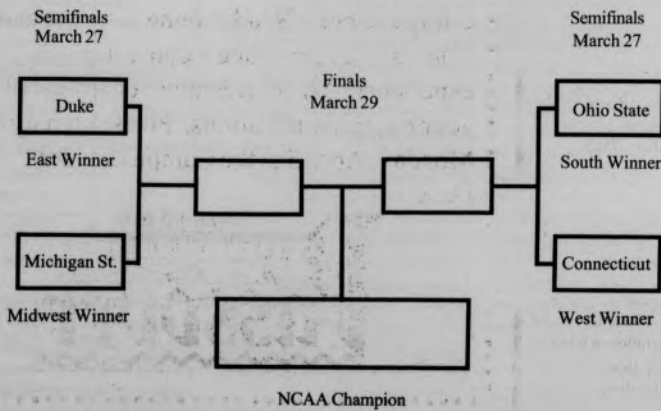 Semifinals
March 27
Semifinals
March 27
Finals
March 29
Duke
Ohio State
East Winner
South Winner
Michigan St.
Connecticut
Midwest Winner
West Winner
NCAA Champion